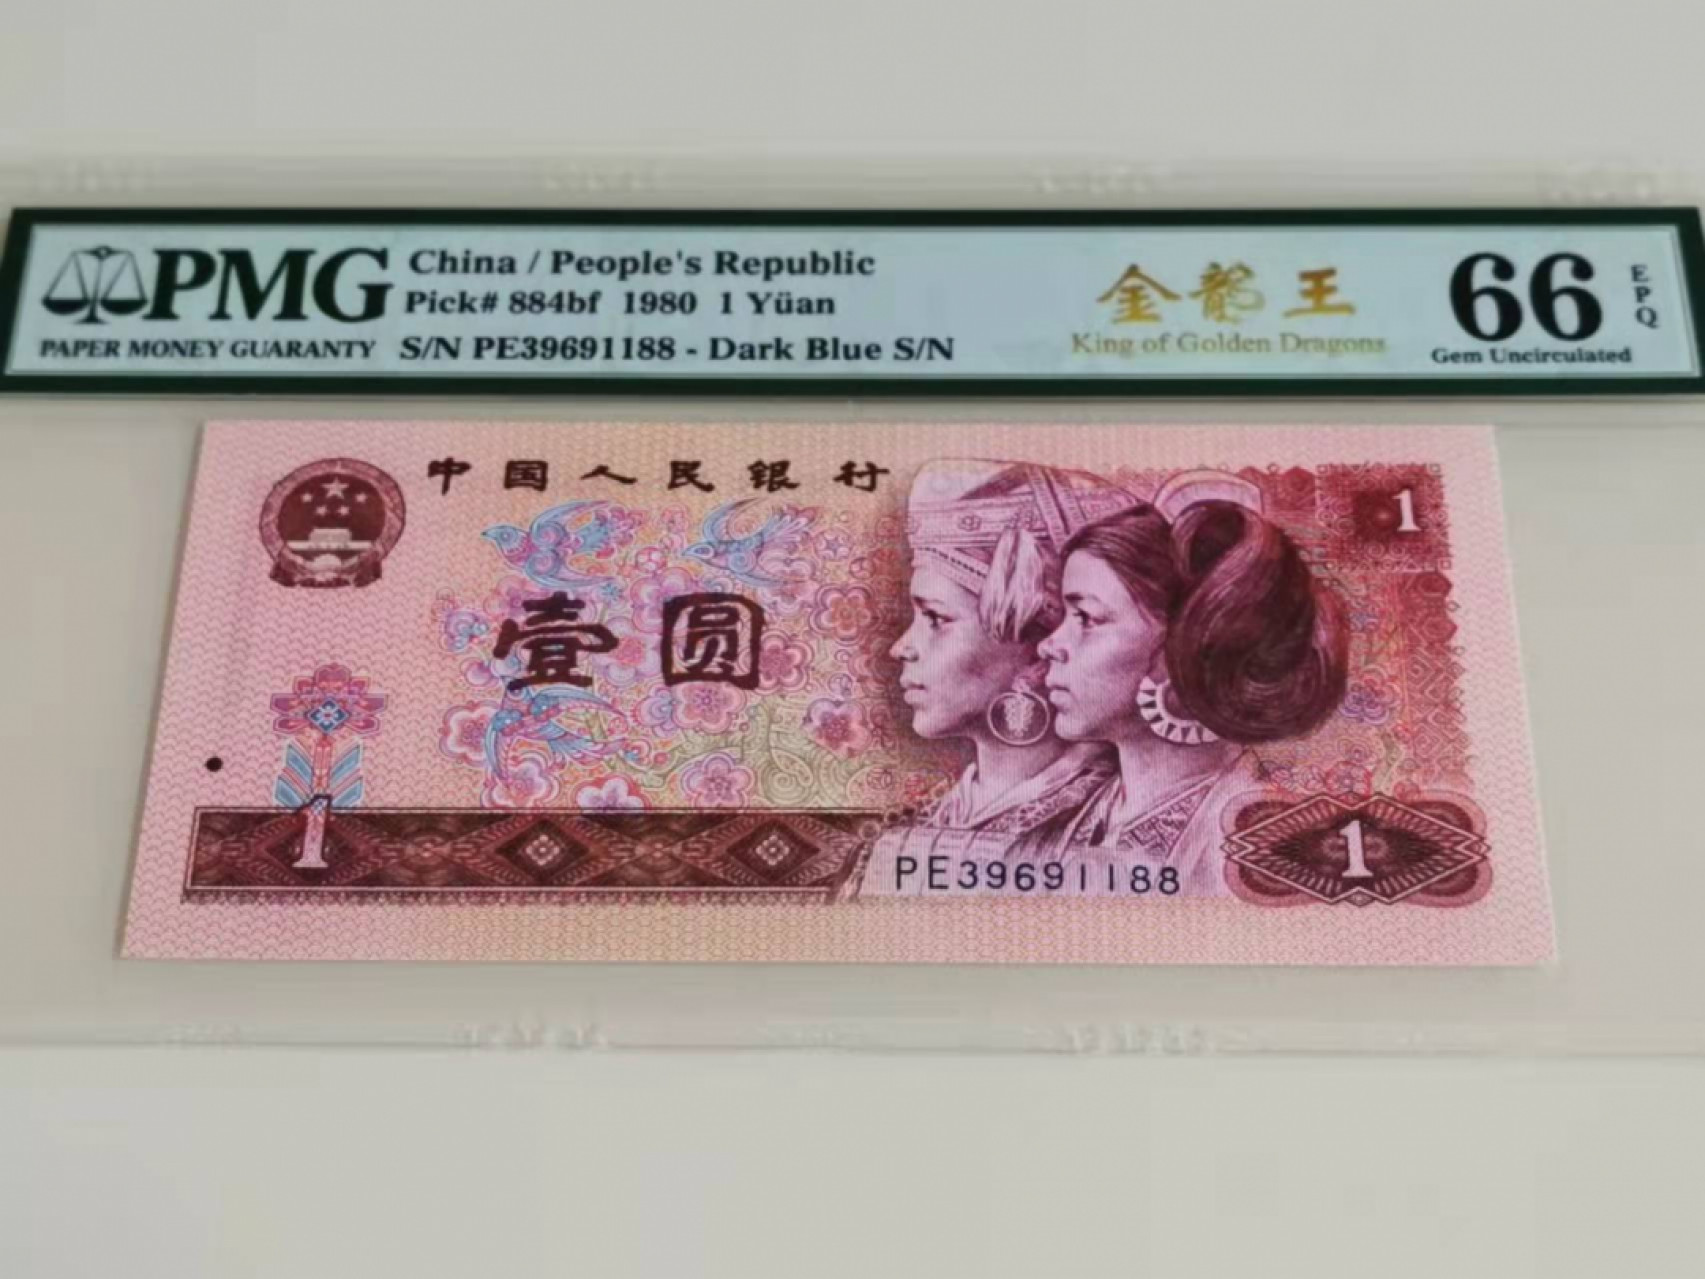 PMG
PAPER MONEY GUARANTY
China / People's Republic
Pick# 884bf 1980 1 Yüan
S/N PE39691188 - Dark Blue S/N
金龍王
King of Golden Dragons
66
EPQ
Gem Uncirculated
中国人民银行
1
壹圆
1
PE39691188
1